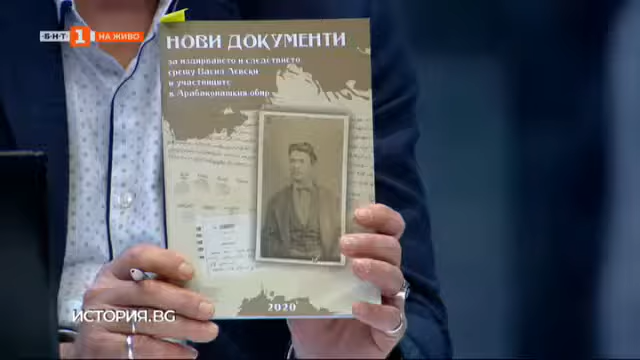 БНТ 1 НА ЖИВО
НОВИ ДОКУМЕНТИ
за издирването и следствието
срещу Васил Левски
и участниците
в Арабаконашкия обир
2020
ИСТОРИЯ.BG